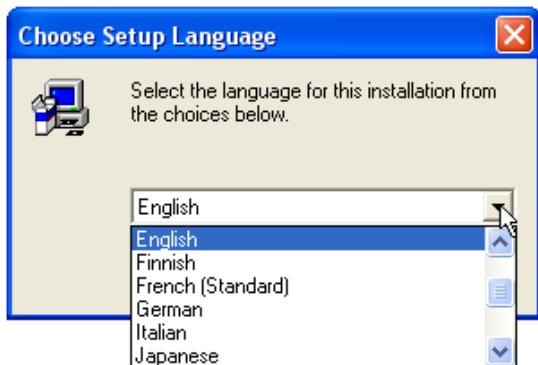 Choose Setup Language
Select the language for this installation from
the choices below.
English
English
Finnish
French (Standard)
German
Italian
Japanese